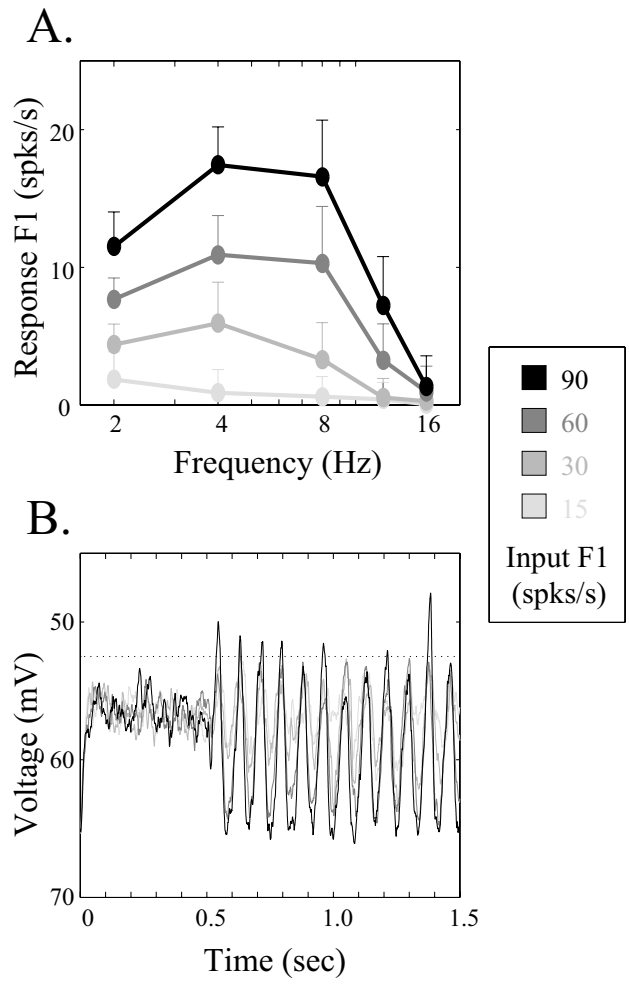 A.
Response F1 (spks/s)
20
10
0
2 4 8 16
Frequency (Hz)
90
60
30
15
Input F1
(spks/s)
B.
Voltage (mV)
50
60
70
0 0.5 1.0 1.5
Time (sec)